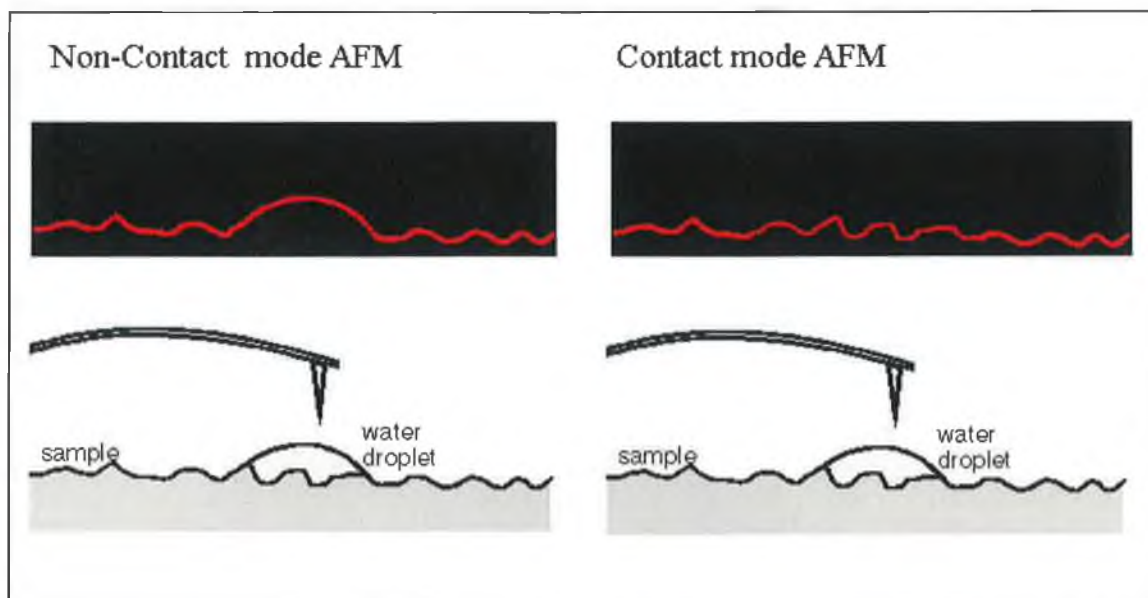 Non-Contact mode AFM
Contact mode AFM
sample
water
droplet
sample
water
droplet